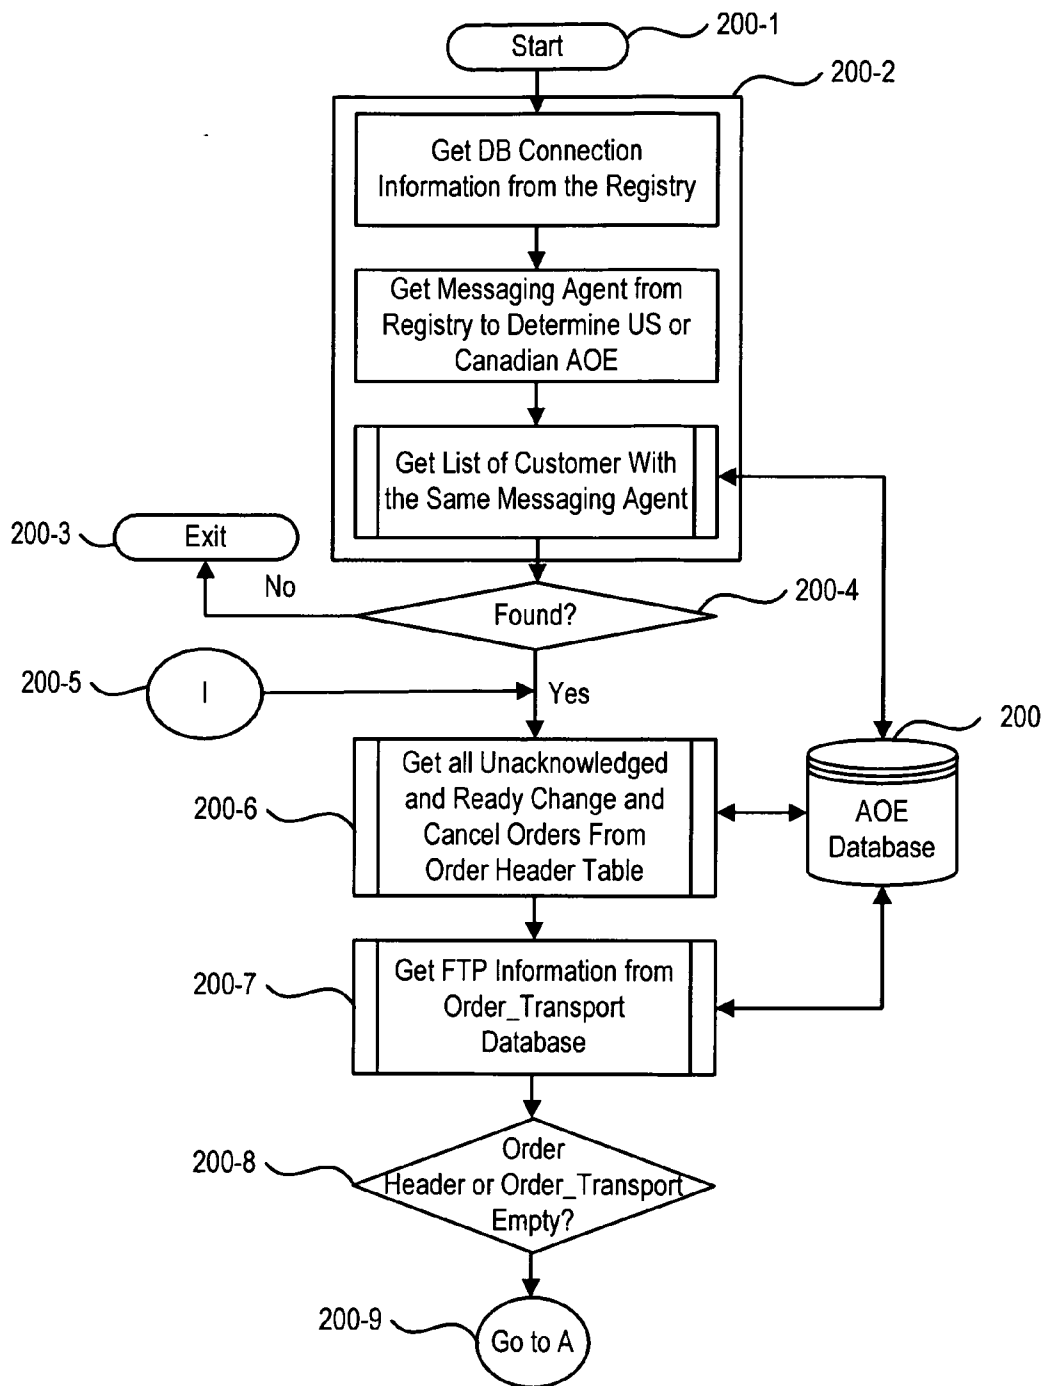 Start
200-1
200-2
Get DB Connection
Information from the Registry
Get Messaging Agent from
Registry to Determine US or
Canadian AOE
Get List of Customer With
the Same Messaging Agent
200-3
Exit
No
Found?
200-4
200-5
I
Yes
200
AOE
Database
200-6
Get all Unacknowledged
and Ready Change and
Cancel Orders From
Order Header Table
200-7
Get FTP Information from
Order_Transport
Database
200-8
Order
Header or Order_Transport
Empty?
200-9
Go to A